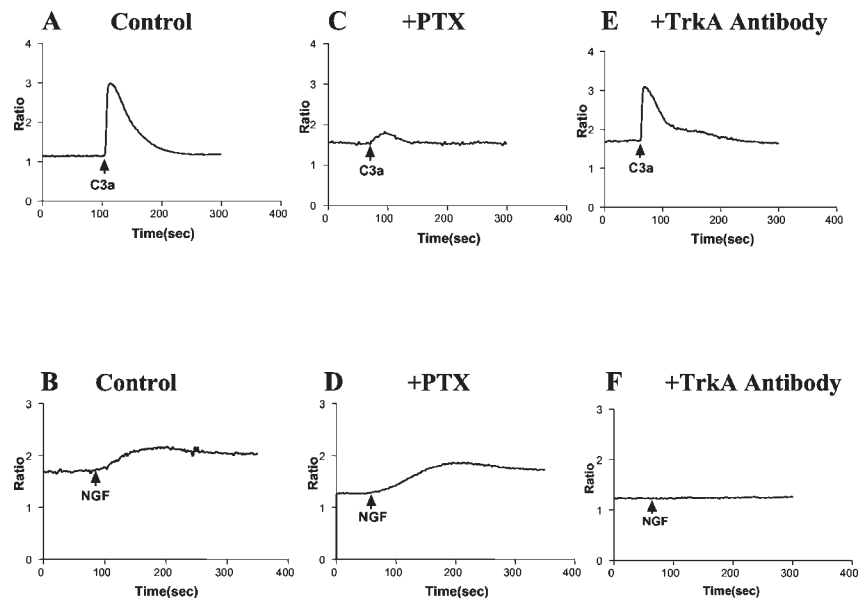 A Control
4
3
2
1
0
Ratio
C3a
0 100 200 300 400
Time(sec)
C +PTX
4
3
2
1
0
Ratio
C3a
0 100 200 300 400
Time(sec)
E +TrkA Antibody
4
3
2
1
0
Ratio
C3a
0 100 200 300 400
Time(sec)
B Control
3
2
1
0
Ratio
NGF
0 100 200 300 400
Time(sec)
D +PTX
3
2
1
0
Ratio
NGF
0 100 200 300 400
Time(sec)
F +TrkA Antibody
3
2
1
0
Ratio
NGF
0 100 200 300 400
Time(sec)